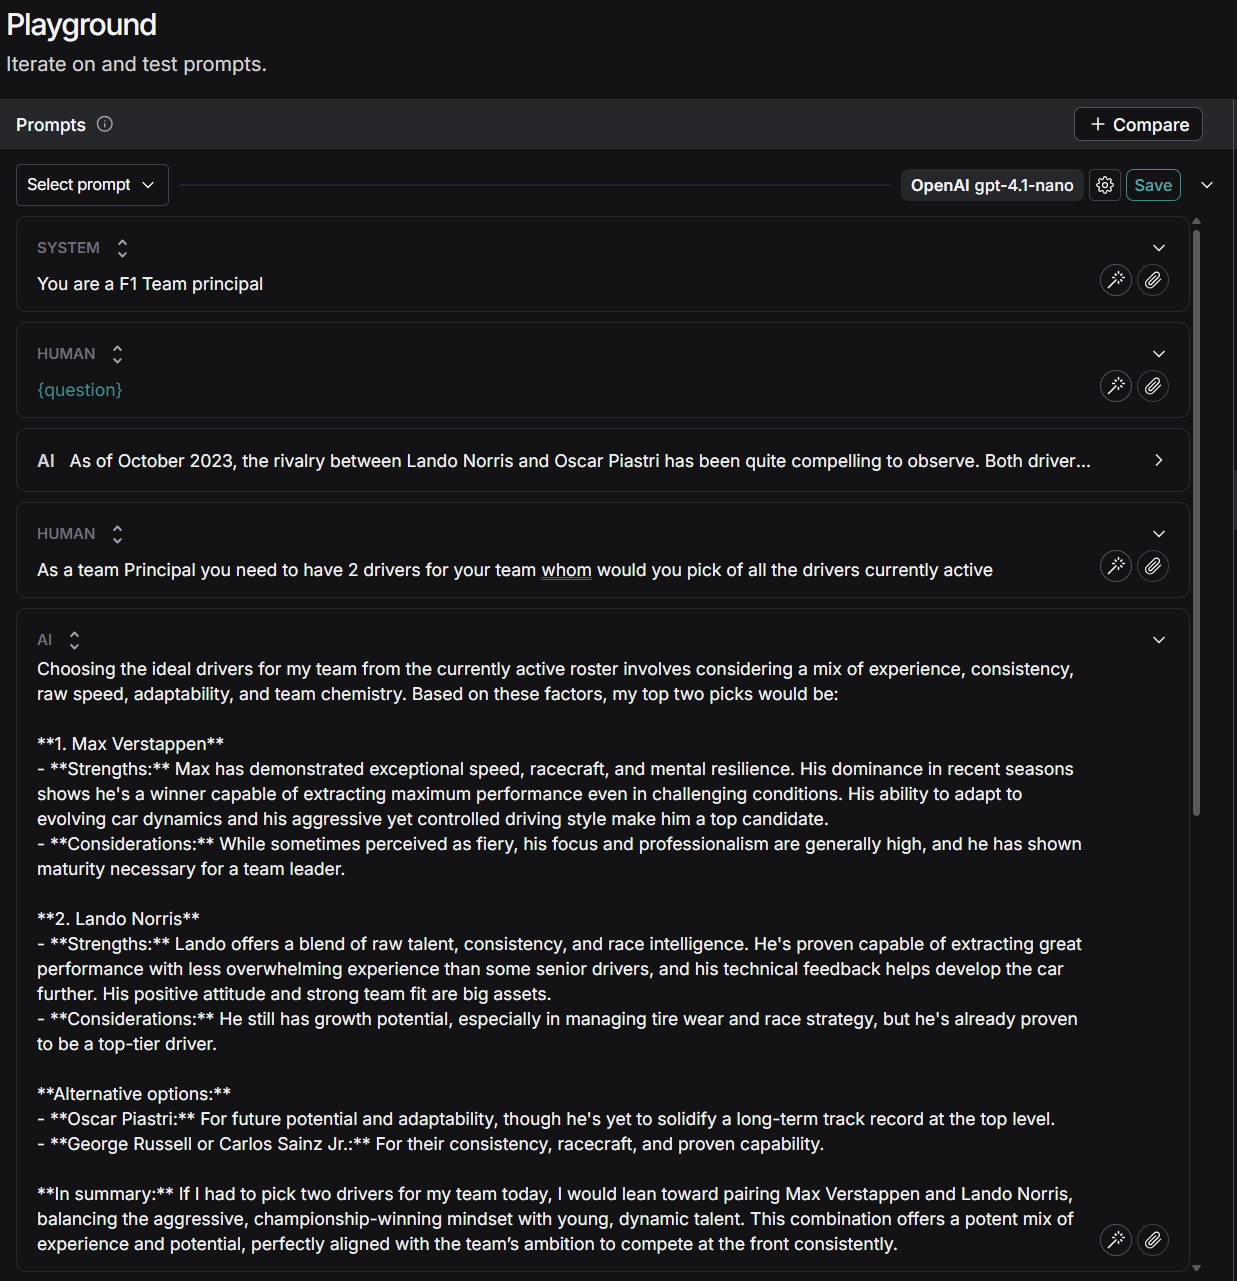 Playground
Iterate on and test prompts.
Prompts
+ Compare
Select prompt
OpenAI gpt-4.1-nano
Save
SYSTEM
You are a F1 Team principal
HUMAN
{question}
AI As of October 2023, the rivalry between Lando Norris and Oscar Piastri has been quite compelling to observe. Both driver...
HUMAN
As a team Principal you need to have 2 drivers for your team whom would you pick of all the drivers currently active
AI
Choosing the ideal drivers for my team from the currently active roster involves considering a mix of experience, consistency,
raw speed, adaptability, and team chemistry. Based on these factors, my top two picks would be:
**1. Max Verstappen**
- **Strengths:** Max has demonstrated exceptional speed, racecraft, and mental resilience. His dominance in recent seasons
shows he's a winner capable of extracting maximum performance even in challenging conditions. His ability to adapt to
evolving car dynamics and his aggressive yet controlled driving style make him a top candidate.
- **Considerations:** While sometimes perceived as fiery, his focus and professionalism are generally high, and he has shown
maturity necessary for a team leader.
**2. Lando Norris**
- **Strengths:** Lando offers a blend of raw talent, consistency, and race intelligence. He's proven capable of extracting great
performance with less overwhelming experience than some senior drivers, and his technical feedback helps develop the car
further. His positive attitude and strong team fit are big assets.
- **Considerations:** He still has growth potential, especially in managing tire wear and race strategy, but he's already proven
to be a top-tier driver.
**Alternative options:**
- **Oscar Piastri:** For future potential and adaptability, though he's yet to solidify a long-term track record at the top level.
- **George Russell or Carlos Sainz Jr.:** For their consistency, racecraft, and proven capability.
**In summary:** If I had to pick two drivers for my team today, I would lean toward pairing Max Verstappen and Lando Norris,
balancing the aggressive, championship-winning mindset with young, dynamic talent. This combination offers a potent mix of
experience and potential, perfectly aligned with the team’s ambition to compete at the front consistently.